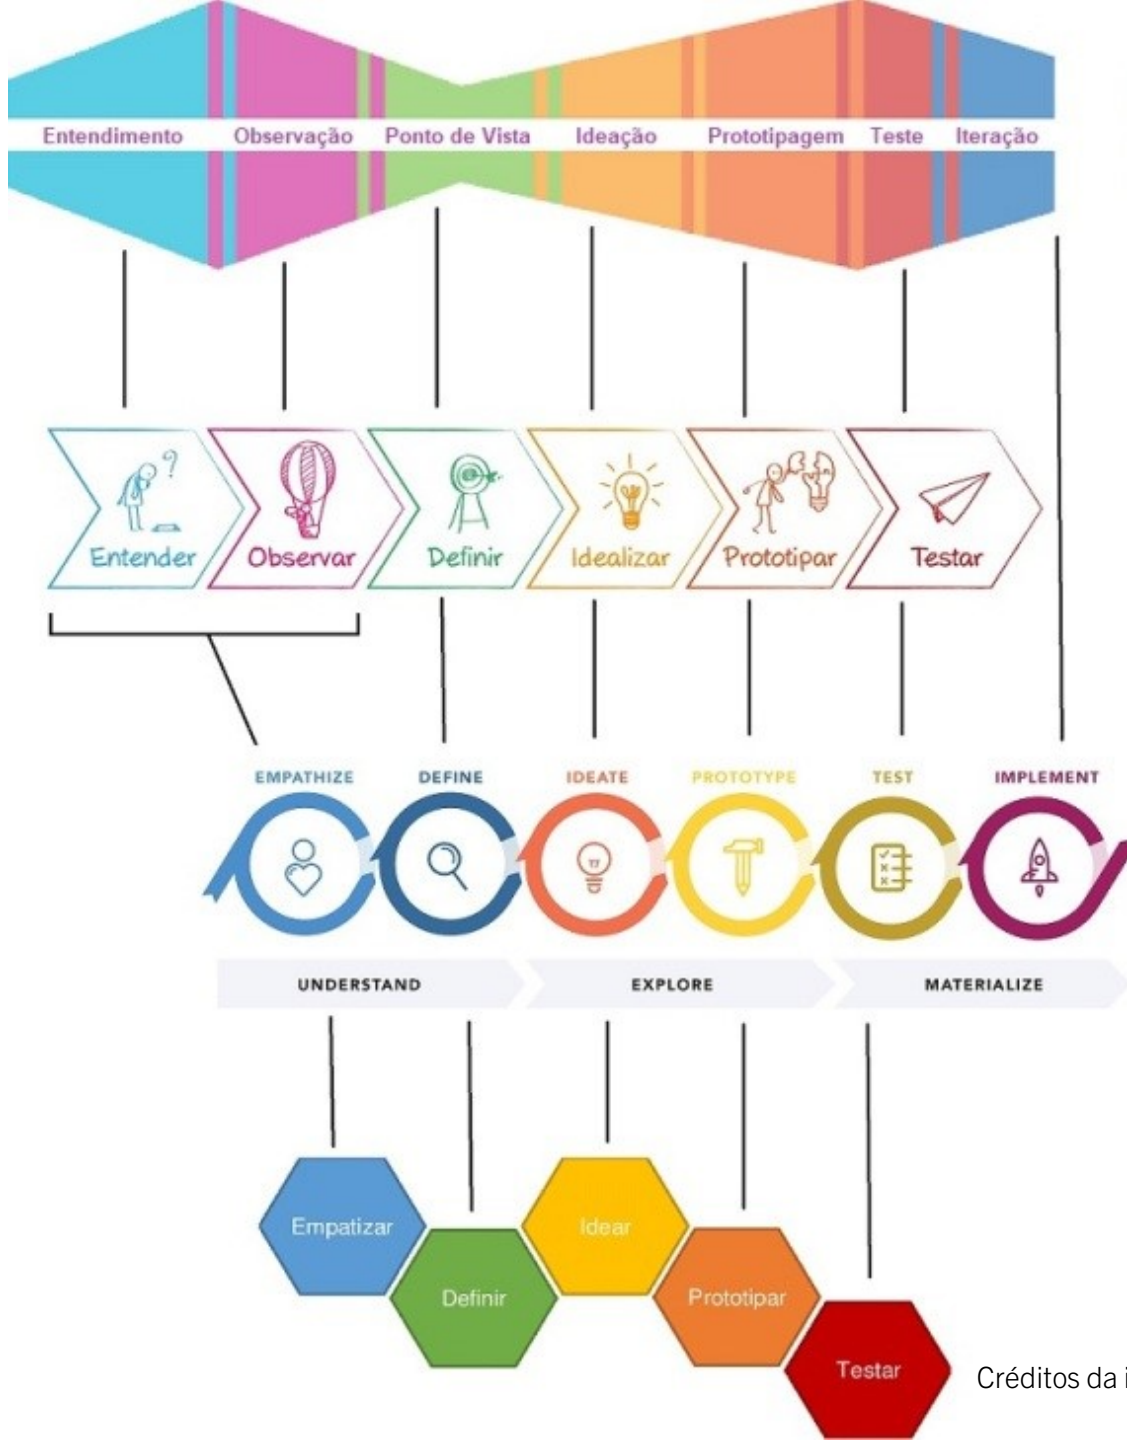 Entendimento Observação Ponto de Vista Ideação Prototipagem Teste Iteração
Entender Observar Definir Idealizar Prototipar Testar
EMPATHIZE DEFINE IDEATE PROTOTYPE TEST IMPLEMENT
UNDERSTAND EXPLORE MATERIALIZE
Empatizar Idear
Definir Prototipar
Testar
Créditos da i